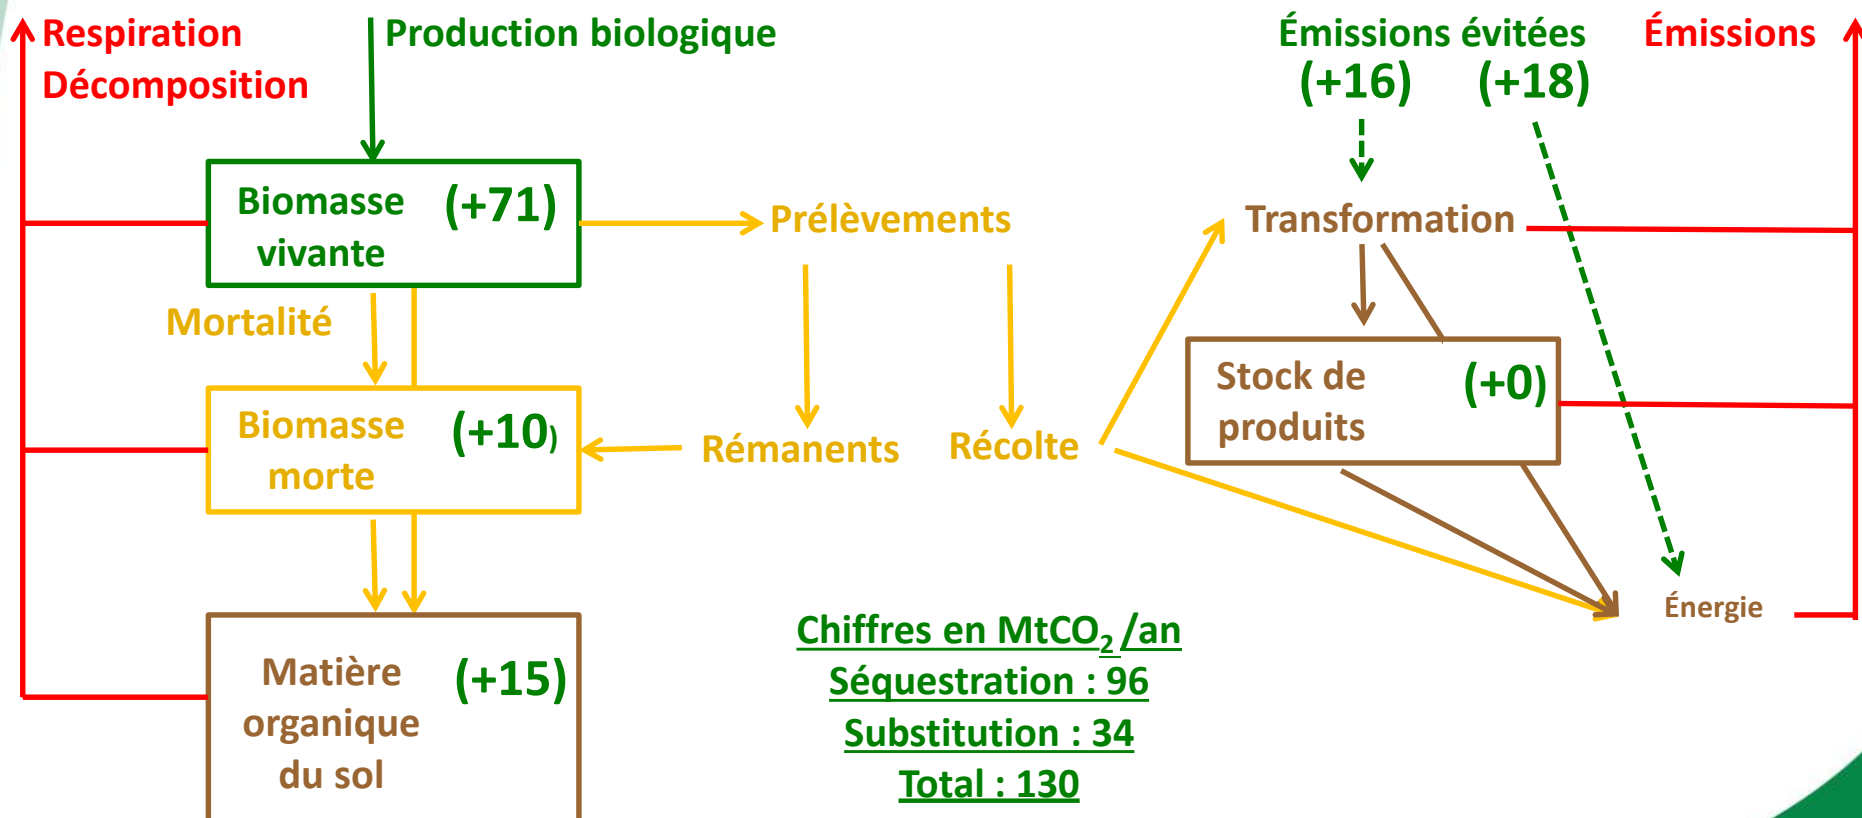 Respiration
Décomposition
Production biologique
Émissions évitées
(+16) (+18)
Émissions
Biomasse vivante (+71)
Prélèvements
Transformation
Mortalité
Stock de produits (+0)
Biomasse morte (+10)
Rémanents
Récolte
Énergie
Matière organique du sol (+15)
Chiffres en MtCO₂/an
Séquestration : 96
Substitution : 34
Total : 130